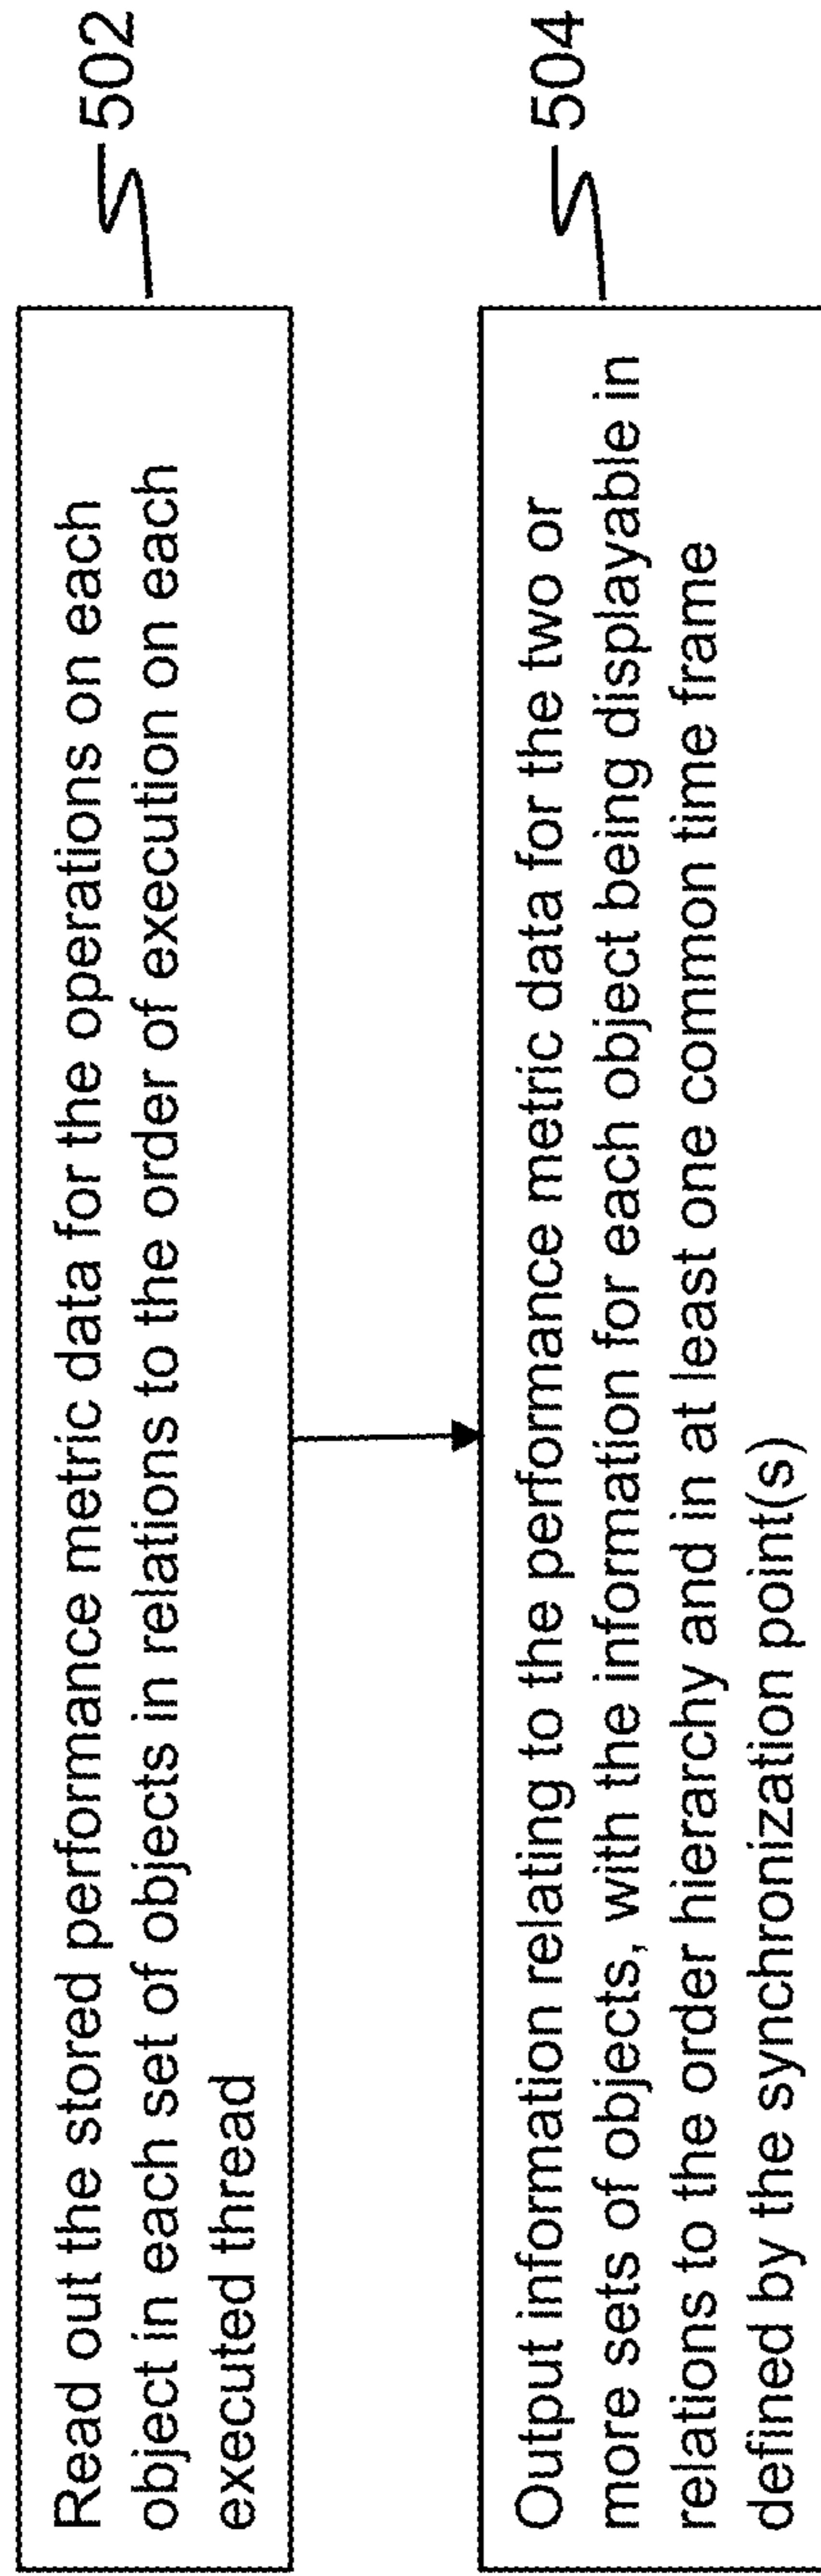 Read out the stored performance metric data for the operations on each
object in each set of objects in relations to the order of execution on each
executed thread
502
Output information relating to the performance metric data for the two or
more sets of objects, with the information for each object being displayable in
relations to the order hierarchy and in at least one common time frame
defined by the synchronization point(s)
504